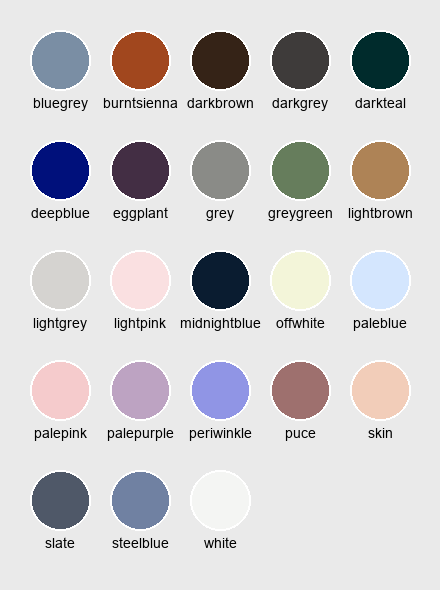 bluegrey burntsienna darkbrown darkgrey darkteal
deepblue eggplant grey greygreen lightbrown
lightgrey lightpink midnightblue offwhite paleblue
palepink palepurple periwinkle puce skin
slate steelblue white